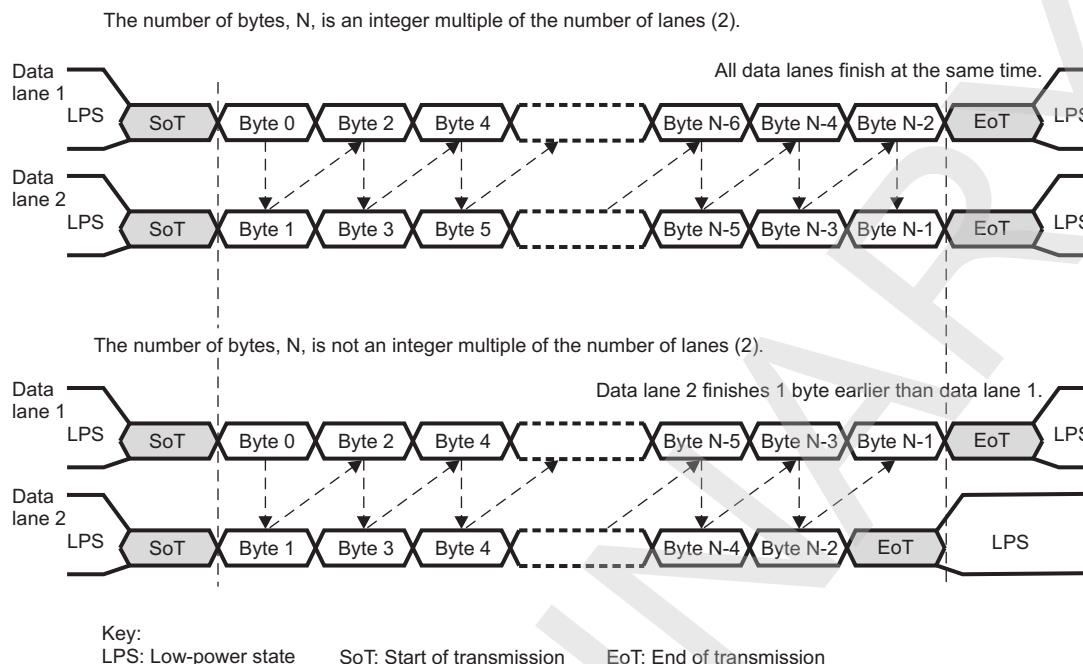 The number of bytes, N, is an integer multiple of the number of lanes (2).
Data
lane 1
All data lanes finish at the same time.
LPS SoT Byte 0 Byte 2 Byte 4 Byte N-6 Byte N-4 Byte N-2 EoT LPS
Data
lane 2
LPS SoT Byte 1 Byte 3 Byte 5 Byte N-5 Byte N-3 Byte N-1 EoT LPS
The number of bytes, N, is not an integer multiple of the number of lanes (2).
Data
lane 1
Data lane 2 finishes 1 byte earlier than data lane 1.
LPS SoT Byte 0 Byte 2 Byte 4 Byte N-5 Byte N-3 Byte N-1 EoT LPS
Data
lane 2
LPS SoT Byte 1 Byte 3 Byte 4 Byte N-4 Byte N-2 EoT LPS
Key:
LPS: Low-power state SoT: Start of transmission EoT: End of transmission